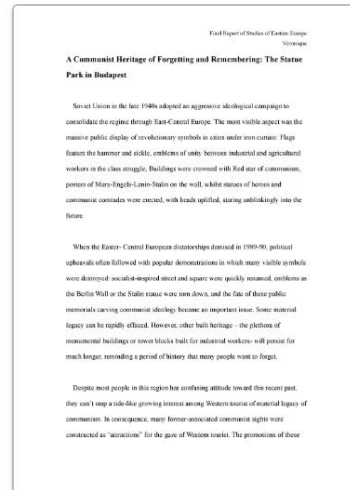 Final Report of Studies of Eastern Europe
Véronique
A Communist Heritage of Forgetting and Remembering: The Statue
Park in Budapest
Soviet Union in the late 1940s adopted an aggressive ideological campaign to
consolidate the regime through East-Central Europe. The most visible aspect was the
massive public display of revolutionary symbols in cities under iron curtain: Flags
feature the hammer and sickle, emblems of unity between industrial and agricultural
workers in the class struggle, Buildings were crowned with Red star of communism,
posters of Marx-Engels-Lenin-Stalin on the wall, whilst statues of heroes and
communist comrades were erected, with heads uplifted, staring unblinkingly into the
future.
When the Easter- Central European dictatorships demised in 1989-90, political
upheavals often followed with popular demonstrations in which many visible symbols
were destroyed: socialist-inspired street and square were quickly renamed, emblems as
the Berlin Wall or the Stalin statue were torn down, and the fate of these public
memorials carving communist ideology became an important issue. Some material
legacy can be rapidly effaced. However, other built heritage – the plethora of
monumental buildings or tower blocks built for industrial workers- will persist for
much longer, reminding a period of history that many people went to forget.
Despite most people in this region has confusing attitude toward this recent past,
they can't stop a tide-like growing interest among Western tourist of material legacy of
communism. In consequence, many former-associated communist sights were
constructed as “attractions” for the gaze of Western tourist. The promotions of these